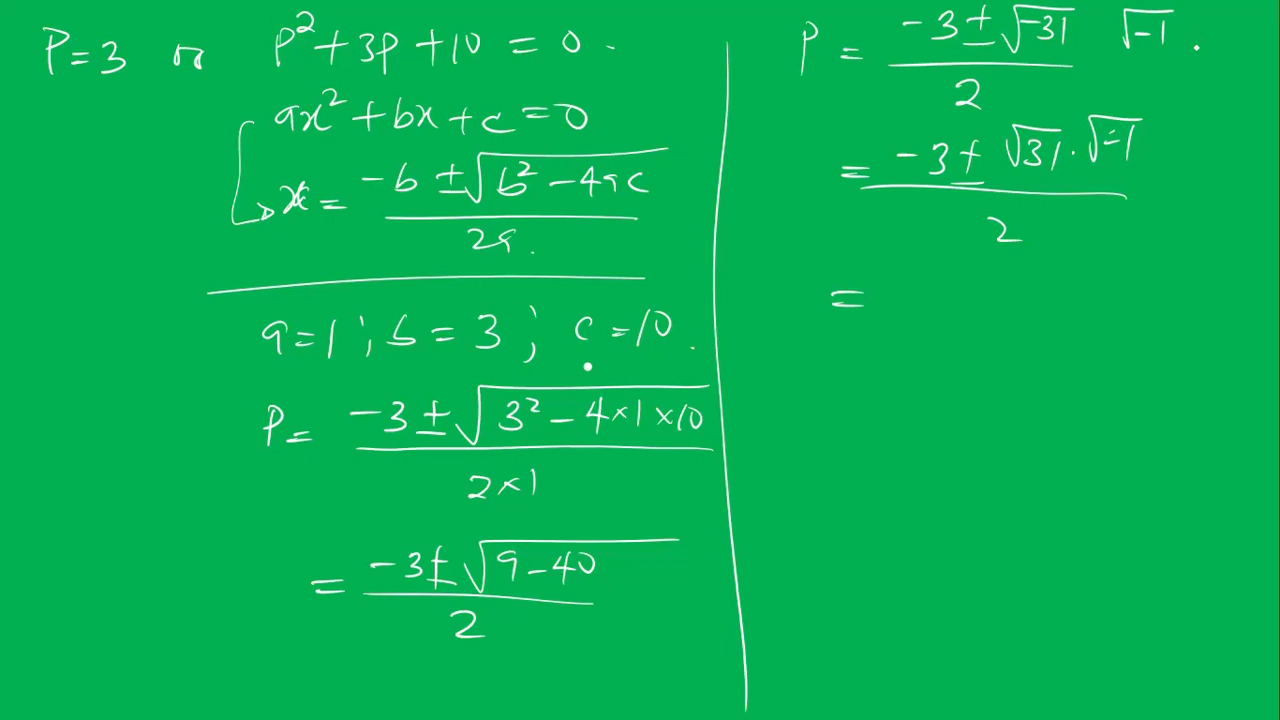 P=3 or P²+3p+10 = 0.
ax²+bx+c=0
x= (-b ±√(b²-4ac))/2a.
a=1 ; b=3 ; c=10.
P= (-3±√(3²-4×1×10))/(2×1)
= (-3±√(9-40))/2
P = (-3±√-31)/2 √-1.
= (-3± √31·√-1)/2
=